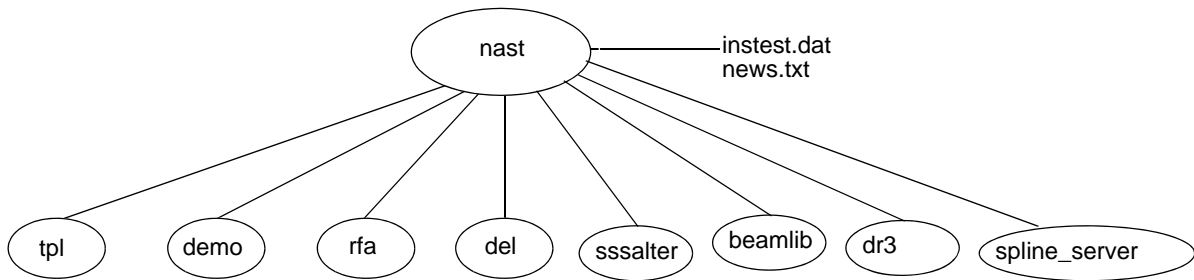 nast
instest.dat
news.txt
tpl
demo
rfa
del
sssalter
beamlib
dr3
spline_server